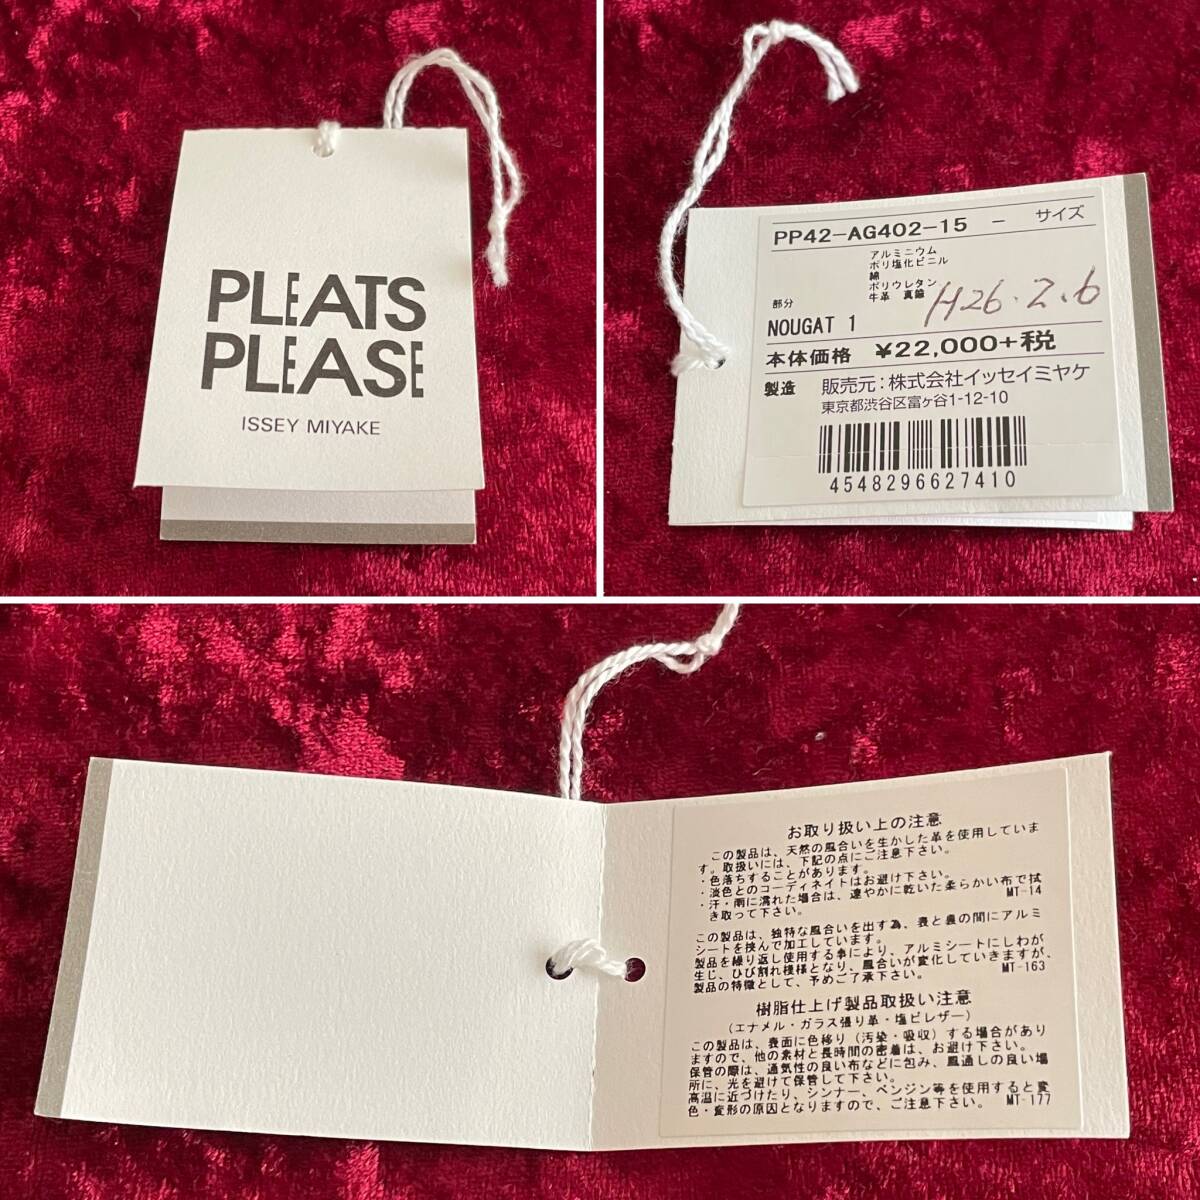 PLEATS
PLEASE
ISSEY MIYAKE
PP42-AG402-15 - サイズ
アルミニウム
ポリ塩化ビニル
綿
ポリウレタン
部分 牛革 真鍮
H26.2.6
NOUGAT 1
本体価格 ¥22,000+税
製造 販売元:株式会社イッセイミヤケ
東京都渋谷区富ヶ谷1-12-10
4548296627410
お取り扱い上の注意
この製品は、天然の風合いを生かした革を使用していま
す。取扱いには、下記の点にご注意下さい。
・色落ちすることがあります。
・淡色とのコーディネイトはお避け下さい。
・汗・雨に濡れた場合は、速やかに乾いた柔らかい布で拭
き取って下さい。 MT-14
この製品は、独特な風合いを出す為、表と裏の間にアルミ
シートを挟んで加工しています。
製品を繰り返し使用する事により、アルミシートにしわが
生じ、ひび割れ模様となり、風合いが変化していきますが、
製品の特徴として、予めご了承下さい。 MT-163
樹脂仕上げ製品取扱い注意
(エナメル・ガラス張り革・塩ビレザー)
この製品は、表面に色移り(汚染・吸収)する場合があり
ますので、他の素材と長時間の密着は、お避け下さい。
保管の際は、通気性の良い布などに包み、風通しの良い場
所に、光を避けて保管して下さい。
高温に近づけたり、シンナー、ベンジン等を使用すると変
色・変形の原因となりますので、ご注意下さい。 MT-177